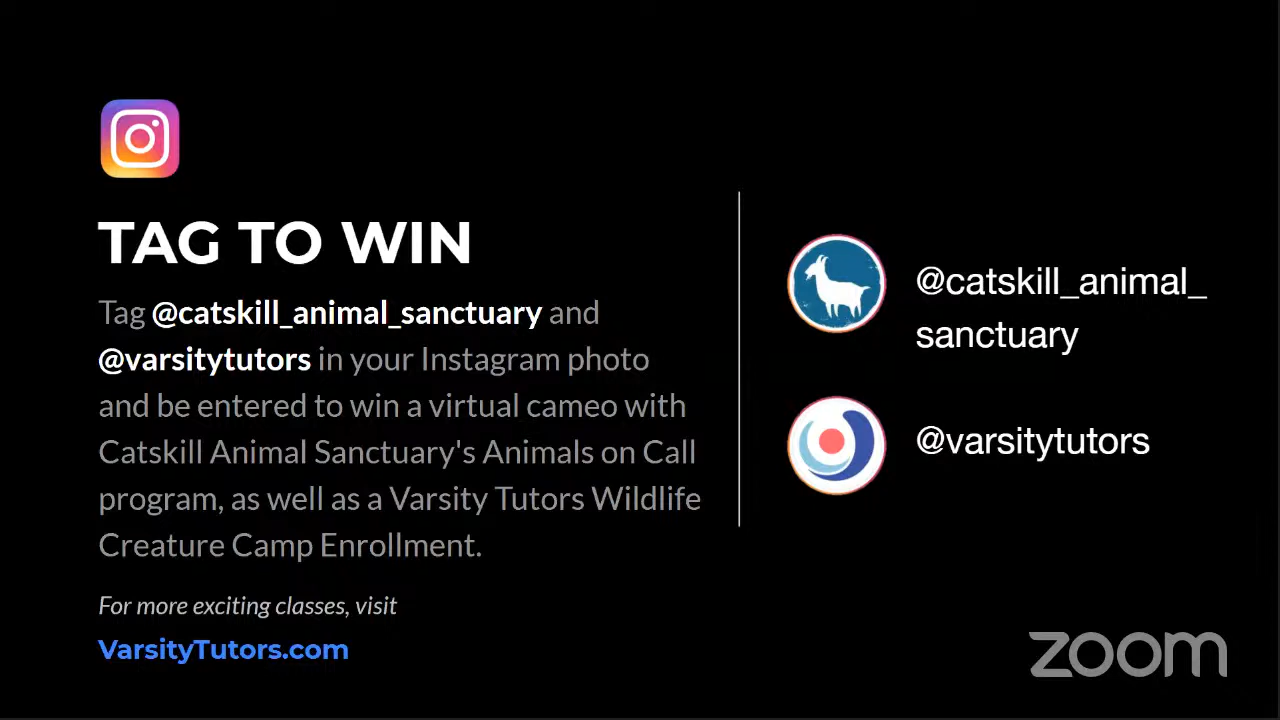 TAG TO WIN
Tag @catskill_animal_sanctuary and
@varsitytutors in your Instagram photo
and be entered to win a virtual cameo with
Catskill Animal Sanctuary's Animals on Call
program, as well as a Varsity Tutors Wildlife
Creature Camp Enrollment.
For more exciting classes, visit
VarsityTutors.com
@catskill_animal_
sanctuary
@varsitytutors
zoom